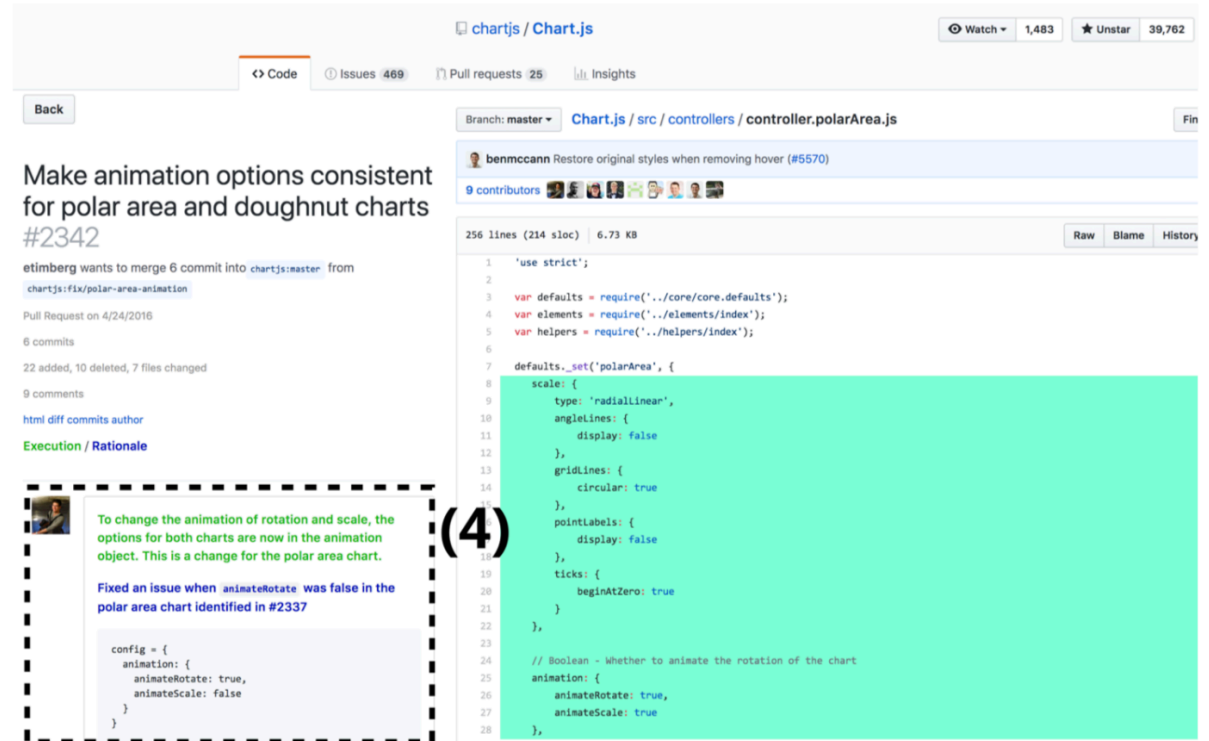 chartjs / Chart.js
Watch 1,483 Unstar 39,762
Code Issues 469 Pull requests 25 Insights
Back
Make animation options consistent
for polar area and doughnut charts
#2342
etimberg wants to merge 6 commit into chartjs:master from
chartjs:fix/polar-area-animation
Pull Request on 4/24/2016
6 commits
22 added, 10 deleted, 7 files changed
9 comments
html diff commits author
Execution / Rationale
To change the animation of rotation and scale, the
options for both charts are now in the animation
object. This is a change for the polar area chart.
Fixed an issue when animateRotate was false in the
polar area chart identified in #2337
config = {
animation: {
animateRotate: true,
animateScale: false
}
}
(4)
Branch: master Chart.js / src / controllers / controller.polarArea.js
Fin
benmccann Restore original styles when removing hover (#5570)
9 contributors
256 lines (214 sloc) 6.73 KB
Raw Blame History
1 'use strict';
2
3 var defaults = require('../core/core.defaults');
4 var elements = require('../elements/index');
5 var helpers = require('../helpers/index');
6
7 defaults._set('polarArea', {
8 scale: {
9 type: 'radialLinear',
10 angleLines: {
11 display: false
12 },
13 gridLines: {
14 circular: true
15 },
pointLabels: {
display: false
18 },
19 ticks: {
20 beginAtZero: true
21 }
22 },
23
24 // Boolean - Whether to animate the rotation of the chart
25 animation: {
26 animateRotate: true,
27 animateScale: true
28 },